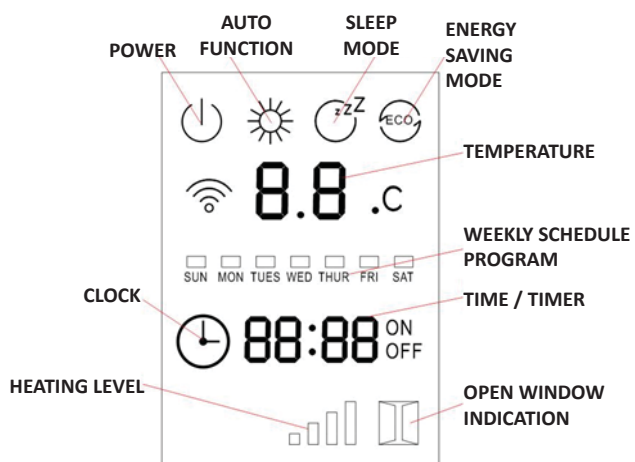 AUTO
FUNCTION
SLEEP
MODE
ENERGY
SAVING
MODE
POWER
zzZ
ECO
TEMPERATURE
8.8 .C
WEEKLY SCHEDULE
PROGRAM
SUN MON TUES WED THUR FRI SAT
CLOCK
TIME / TIMER
88:88 ON
OFF
HEATING LEVEL
OPEN WINDOW
INDICATION